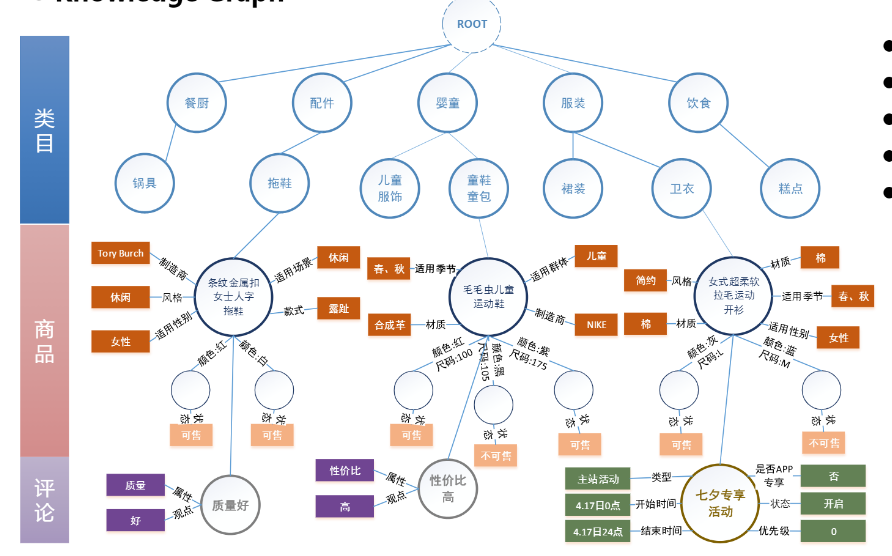 ROOT
餐厨
配件
婴童
服装
饮食
类
目
锅具
拖鞋
儿童
服饰
童鞋
童包
裙装
卫衣
糕点
商
品
Tory Burch
制造商
适用场景
休闲
休闲
风格
条纹金属扣
女士人字
拖鞋
款式
露趾
女性
适用性别
颜色:红
颜色:白
状态
可售
状态
可售
春、秋
适用季节
适用群体
儿童
毛毛虫儿童
运动鞋
合成革
材质
制造商
NIKE
颜色:红
尺码:100
颜色:黑
尺码:105
颜色:紫
尺码:175
状态
可售
状态
不可售
状态
可售
简约
风格
材质
棉
女式超柔软
拉毛运动
开衫
适用季节
春、秋
棉
材质
适用性别
女性
颜色:灰
尺码:L
颜色:蓝
尺码:M
状态
可售
状态
不可售
评
论
质量
属性
好
观点
质量好
性价比
属性
高
观点
性价比
高
主站活动
类型
4.17日0点
开始时间
4.17日24点
结束时间
七夕专享
活动
是否APP
专享
否
状态
开启
优先级
0